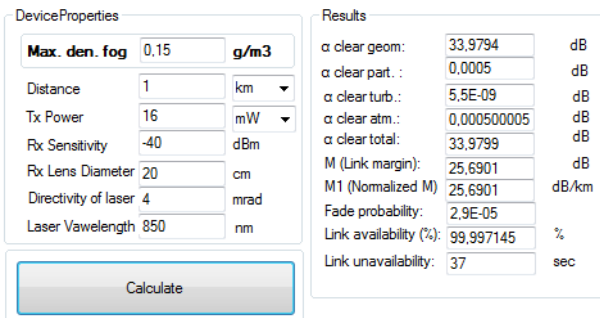 DeviceProperties
Max. den. fog 0,15 g/m3
Distance 1 km
Tx Power 16 mW
Rx Sensitivity -40 dBm
Rx Lens Diameter 20 cm
Directivity of laser 4 mrad
Laser Vawelength 850 nm
Calculate
Results
α clear geom: 33,9794 dB
α clear part. : 0,0005 dB
α clear turb.: 5,5E-09 dB
α clear atm.: 0,000500005 dB
α clear total: 33,9799 dB
M (Link margin): 25,6901 dB
M1 (Normalized M) 25,6901 dB/km
Fade probability: 2,9E-05
Link availability (%): 99,997145 %
Link unavailability: 37 sec